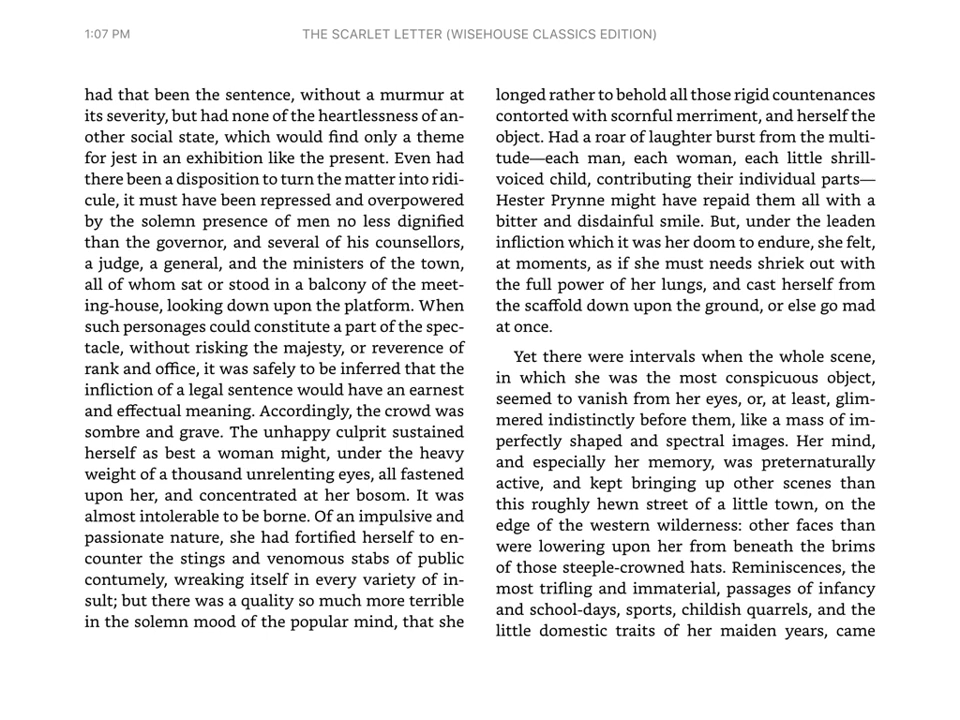 1:07 PM
THE SCARLET LETTER (WISEHOUSE CLASSICS EDITION)
had that been the sentence, without a murmur at
its severity, but had none of the heartlessness of an-
other social state, which would find only a theme
for jest in an exhibition like the present. Even had
there been a disposition to turn the matter into ridi-
cule, it must have been repressed and overpowered
by the solemn presence of men no less dignified
than the governor, and several of his counsellors,
a judge, a general, and the ministers of the town,
all of whom sat or stood in a balcony of the meet-
ing-house, looking down upon the platform. When
such personages could constitute a part of the spec-
tacle, without risking the majesty, or reverence of
rank and office, it was safely to be inferred that the
infliction of a legal sentence would have an earnest
and effectual meaning. Accordingly, the crowd was
sombre and grave. The unhappy culprit sustained
herself as best a woman might, under the heavy
weight of a thousand unrelenting eyes, all fastened
upon her, and concentrated at her bosom. It was
almost intolerable to be borne. Of an impulsive and
passionate nature, she had fortified herself to en-
counter the stings and venomous stabs of public
contumely, wreaking itself in every variety of in-
sult; but there was a quality so much more terrible
in the solemn mood of the popular mind, that she
longed rather to behold all those rigid countenances
contorted with scornful merriment, and herself the
object. Had a roar of laughter burst from the multi-
tude—each man, each woman, each little shrill-
voiced child, contributing their individual parts—
Hester Prynne might have repaid them all with a
bitter and disdainful smile. But, under the leaden
infliction which it was her doom to endure, she felt,
at moments, as if she must needs shriek out with
the full power of her lungs, and cast herself from
the scaffold down upon the ground, or else go mad
at once.
Yet there were intervals when the whole scene,
in which she was the most conspicuous object,
seemed to vanish from her eyes, or, at least, glim-
mered indistinctly before them, like a mass of im-
perfectly shaped and spectral images. Her mind,
and especially her memory, was preternaturally
active, and kept bringing up other scenes than
this roughly hewn street of a little town, on the
edge of the western wilderness: other faces than
were lowering upon her from beneath the brims
of those steeple-crowned hats. Reminiscences, the
most trifling and immaterial, passages of infancy
and school-days, sports, childish quarrels, and the
little domestic traits of her maiden years, came